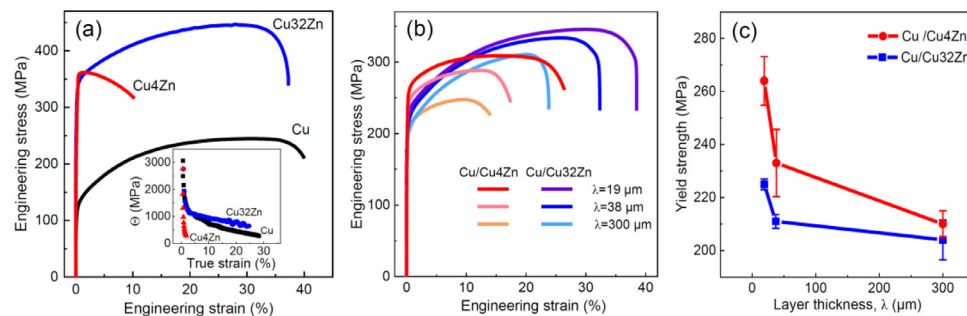 (a)
Cu32Zn
Cu4Zn
Cu
Engineering stress (MPa)
400
300
200
100
0
0 10 20 30 40
Engineering strain (%)
Θ (MPa)
3000
2000
1000
0
Cu32Zn
Cu
Cu4Zn
0 10 20 30
True strain (%)
(b)
Engineering stress (MPa)
400
300
200
100
0
Cu/Cu4Zn Cu/Cu32Zn
λ=19 μm
λ=38 μm
λ=300 μm
0 10 20 30 40
Engineering strain (%)
(c)
Cu /Cu4Zn
Cu/Cu32Zn
Yield strength (MPa)
280
260
240
220
200
0 100 200 300
Layer thickness, λ (μm)